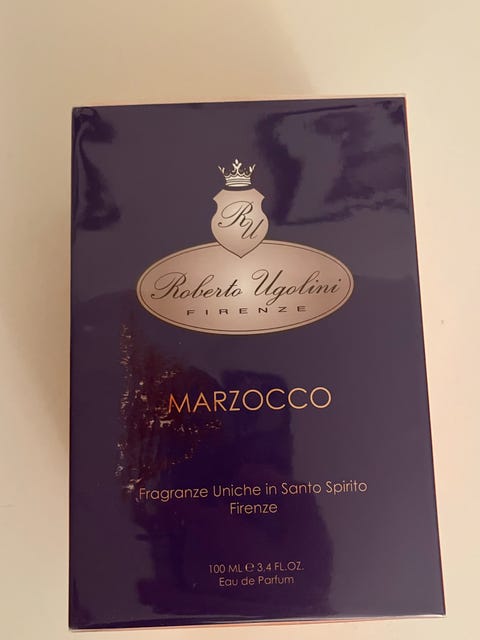 RU
Roberto Ugolini
FIRENZE
MARZOCCO
Fragranze Uniche in Santo Spirito
Firenze
100 ML ℮ 3.4 FL.OZ.
Eau de Parfum